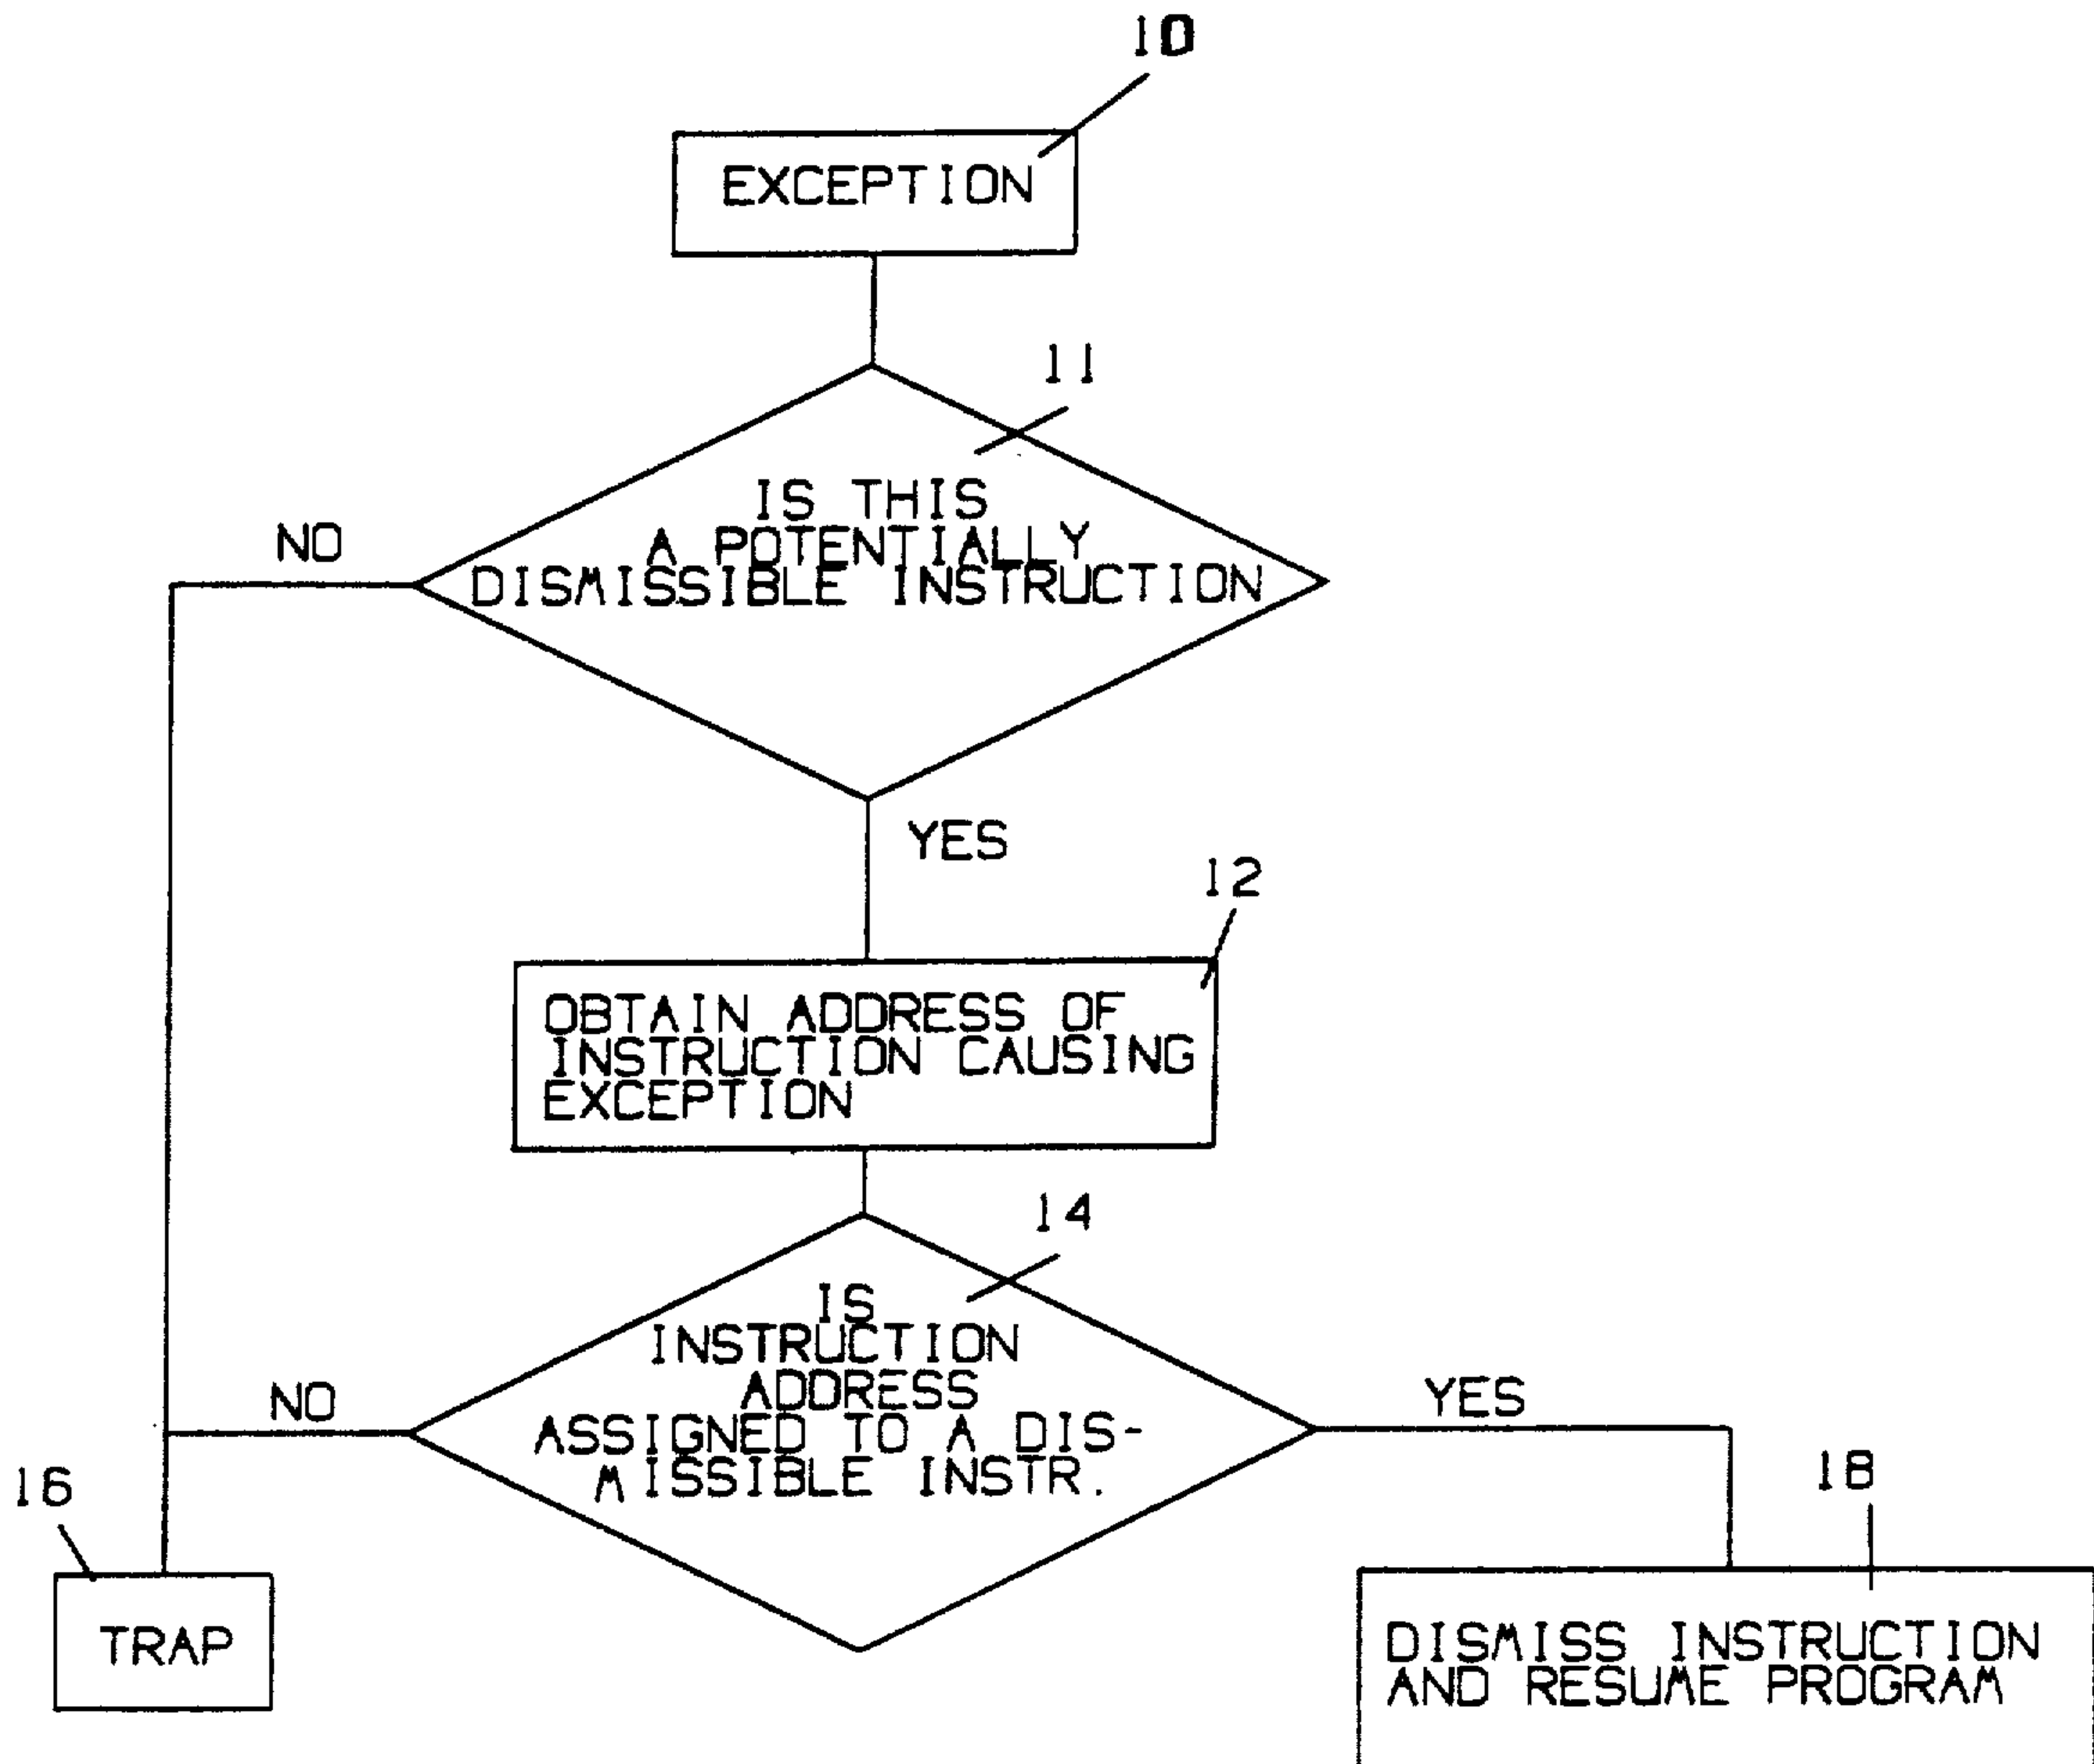 10
EXCEPTION
11
IS THIS
A POTENTIALLY
DISMISSIBLE INSTRUCTION
NO
YES
12
OBTAIN ADDRESS OF
INSTRUCTION CAUSING
EXCEPTION
14
IS
INSTRUCTION
ADDRESS
ASSIGNED TO A DIS-
MISSIBLE INSTR.
NO
YES
16
TRAP
18
DISMISS INSTRUCTION
AND RESUME PROGRAM